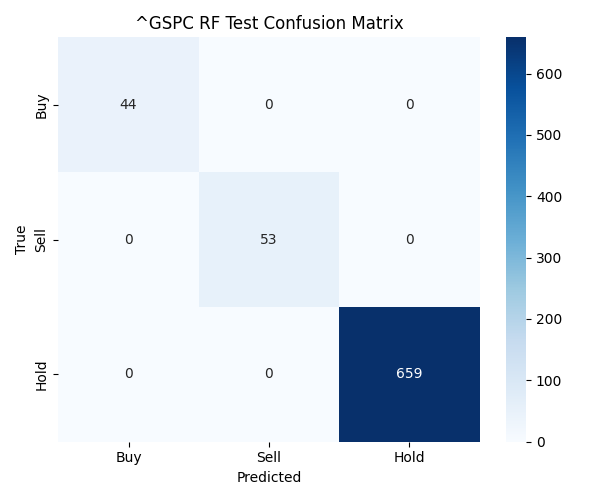 ^GSPC RF Test Confusion Matrix
Buy
44
0
0
Sell
0
53
0
Hold
0
0
659
True
Buy
Sell
Hold
Predicted
600
500
400
300
200
100
0